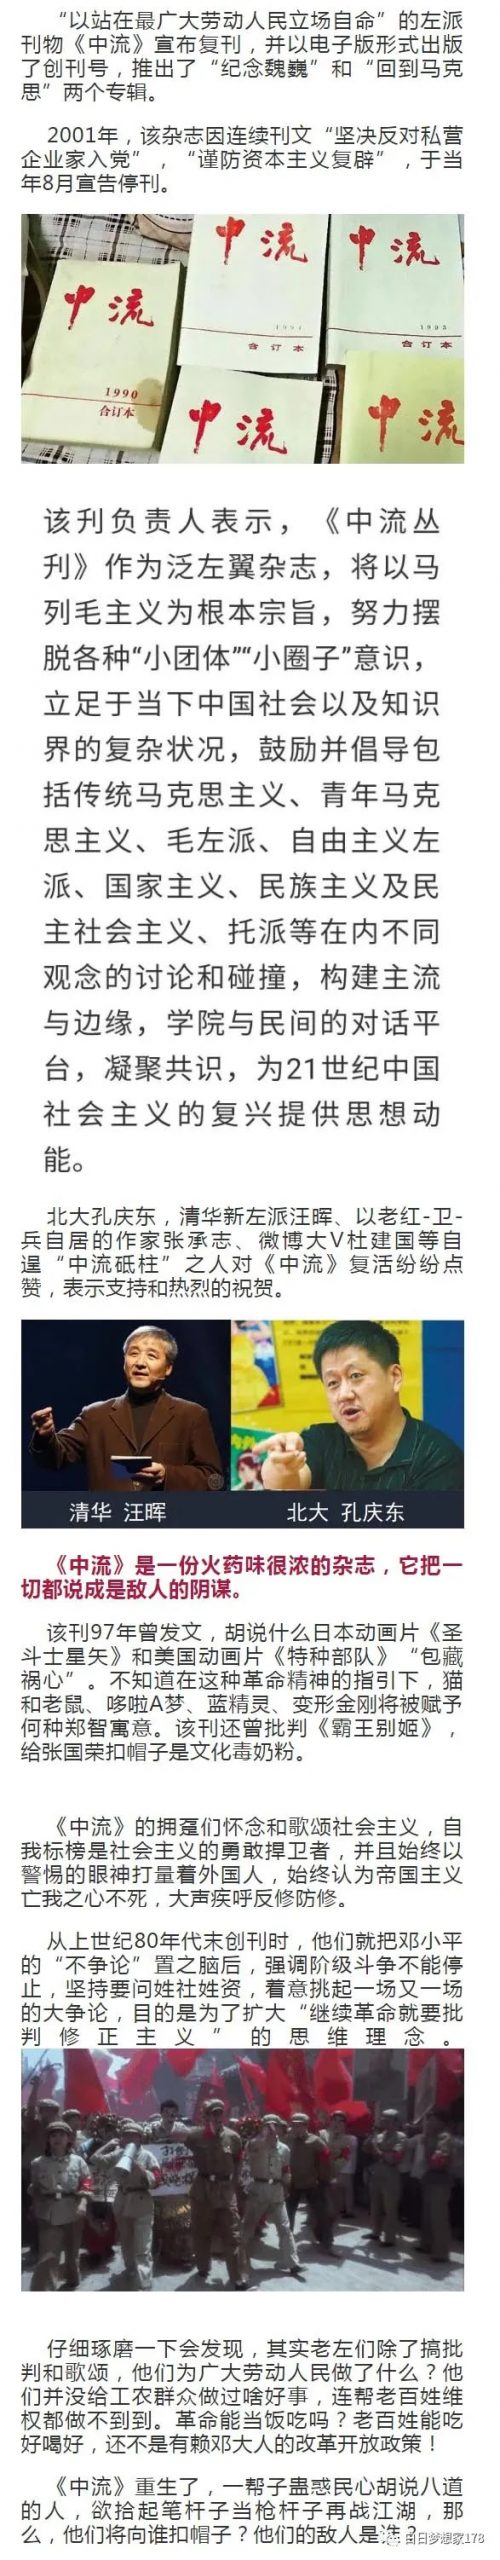 “以站在最广大劳动人民立场自命”的左派
刊物《中流》宣布复刊，并以电子版形式出版
了创刊号，推出了“纪念魏巍”和“回到马克
思”两个专辑。
2001年，该杂志因连续刊文“坚决反对私营
企业家入党”，“谨防资本主义复辟”，于当
年8月宣告停刊。
中流
1990
合订本
中流
合订本
中流
合订本
中流
中流
该刋负责人表示，《中流丛
刋》作为泛左翼杂志，将以马
列毛主义为根本宗旨，努力摆
脱各种“小团体”“小圈子”意识，
立足于当下中国社会以及知识
界的复杂状况，鼓励并倡导包
括传统马克思主义、青年马克
思主义、毛左派、自由主义左
派、国家主义、民族主义及民
主社会主义、托派等在内不同
观念的讨论和碰撞，构建主流
与边缘，学院与民间的对话平
台，凝聚共识，为21世纪中国
社会主义的复兴提供思想动
能。
北大孔庆东，清华新左派汪晖、以老红-卫-
兵自居的作家张承志、微博大V杜建国等自
逞“中流砥柱”之人对《中流》复活纷纷点
赞，表示支持和热烈的祝贺。
清华 汪晖
北大 孔庆东
《中流》是一份火药味很浓的杂志，它把一
切都说成是敌人的阴谋。
该刊97年曾发文，胡说什么日本动画片《圣
斗士星矢》和美国动画片《特种部队》“包藏
祸心”。不知道在这种革命精神的指引下，猫
和老鼠、哆啦A梦、蓝精灵、变形金刚将被赋予
何种郑智寓意。该刊还曾批判《霸王别姬》，
给张国荣扣帽子是文化毒奶粉。
《中流》的拥趸们怀念和歌颂社会主义，自
我标榜是社会主义的勇敢捍卫者，并且始终以
警惕的眼神打量着外国人，始终认为帝国主义
亡我之心不死，大声疾呼反修防修。
从上世纪80年代末创刊时，他们就把邓小平
的“不争论”置之脑后，强调阶级斗争不能停
止，坚持要问姓社姓资，着意挑起一场又一场
的大争论，目的是为了扩大“继续革命就要批
判修正主义”的思维理念。
仔细琢磨一下会发现，其实老左们除了搞批
判和歌颂，他们为广大劳动人民做了什么？他
们并没给工农群众做过啥好事，连帮老百姓维
权都做不到到。革命能当饭吃吗？老百姓能吃
好喝好，还不是有赖邓大人的改革开放政策！
《中流》重生了，一帮子蛊惑民心胡说八道
的人，欲拾起笔杆子当枪杆子再战江湖，那
么，他们将向谁扣帽子？他们的敌人是谁？
白日梦想家178